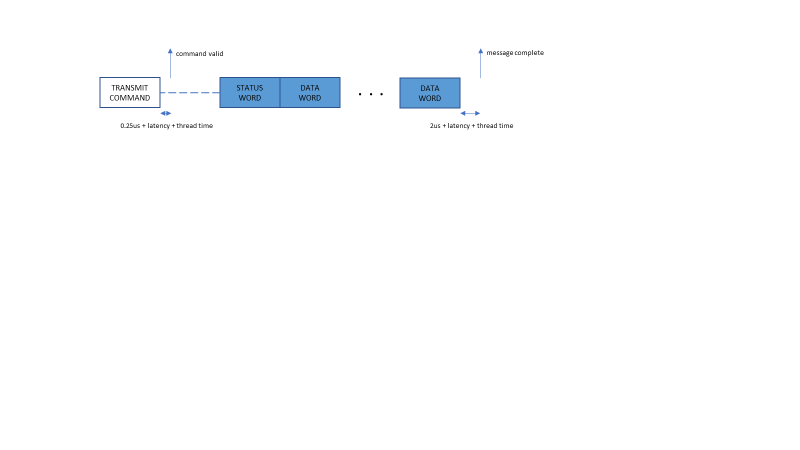 command valid
message complete
TRANSMIT
COMMAND
STATUS
WORD
DATA
WORD
. . .
DATA
WORD
0.25us + latency + thread time
2us + latency + thread time